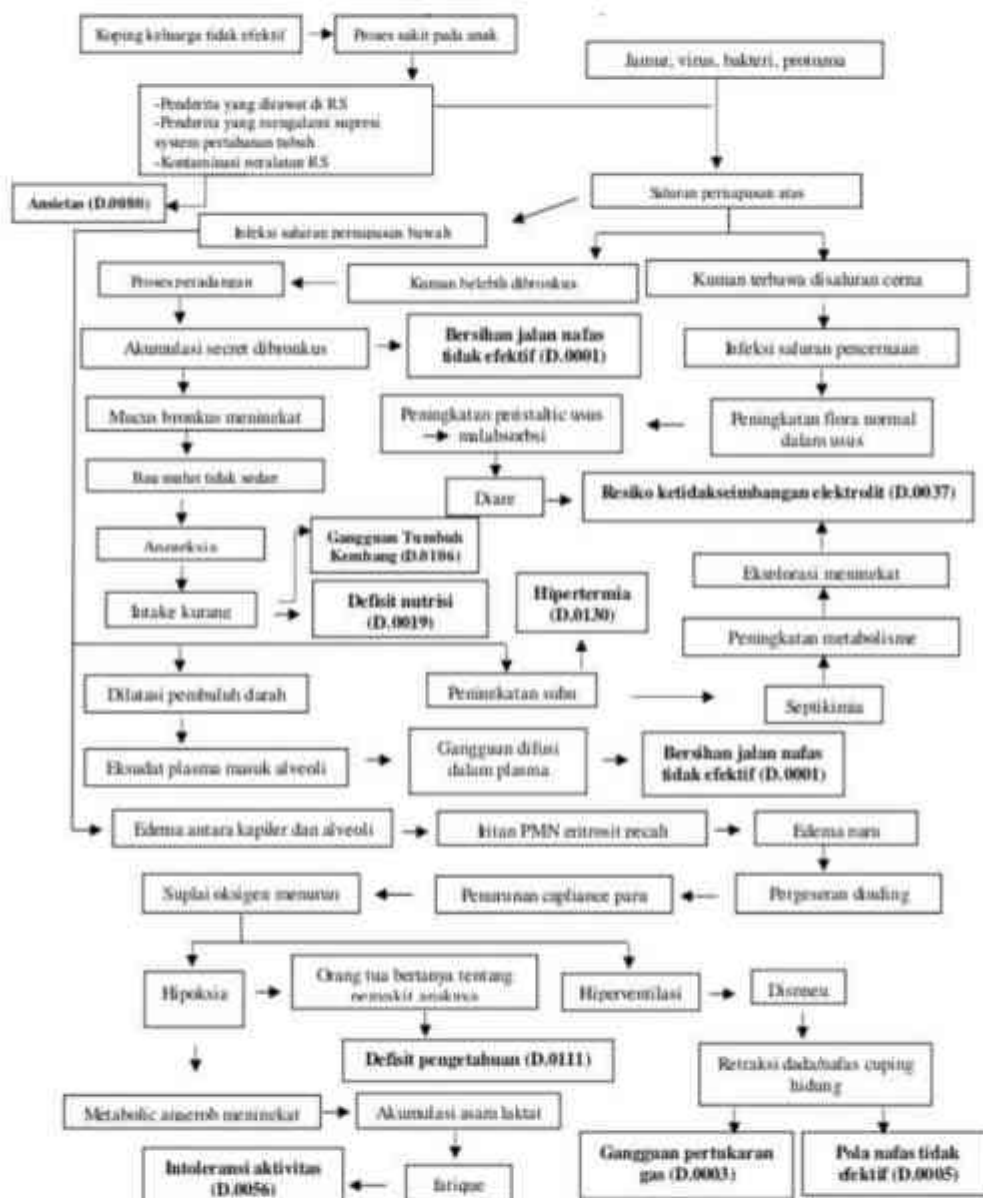 Koping keluarga tidak efektif
Proses sakit pada anak
Jamur, virus, bakteri, protozoa
-Penderita yang dirawat di RS
-Penderita yang mengalami supresi
system pertahanan tubuh
-Kontaminasi peralatan RS
Ansietas (D.0080)
Saluran pernapasan atas
Infeksi saluran pernapasan bawah
Proses peradangan
Kuman belebih dibronkus
Kuman terbawa disaluran cerna
Akumulasi secret dibronkus
Bersihan jalan nafas
tidak efektif (D.0001)
Infeksi saluran pencernaan
Mucus bronkus meningkat
Peningkatan peristaltic usus
malabsorbsi
Peningkatan flora normal
dalam usus
Bau mulut tidak sedap
Diare
Resiko ketidakseimbangan elektrolit (D.0037)
Anoreksia
Gangguan Tumbuh
Kembang (D.0106)
Intake kurang
Defisit nutrisi
(D.0019)
Hipertermia
(D.0130)
meningkat
Peningkatan metabolisme
Dilatasi pembuluh darah
Peningkatan suhu
Septikimia
Eksudat plasma masuk alveoli
Gangguan difusi
dalam plasma
Bersihan jalan nafas
tidak efektif (D.0001)
Edema antara kapiler dan alveoli
Iritan PMN eritrosit pecah
Edema paru
Suplai oksigen menurun
Penurunan capliance paru
Pergeseran dinding
Hipoksia
Orang tua bertanya tentang
penyakit anaknya
Hiperventilasi
Dispneu
Defisit pengetahuan (D.0111)
Retraksi dada/nafas cuping
hidung
Metabolic anaerob meningkat
Akumulasi asam laktat
Intoleransi aktivitas
(D.0056)
fatique
Gangguan pertukaran
gas (D.0003)
Pola nafas tidak
efektif (D.0005)